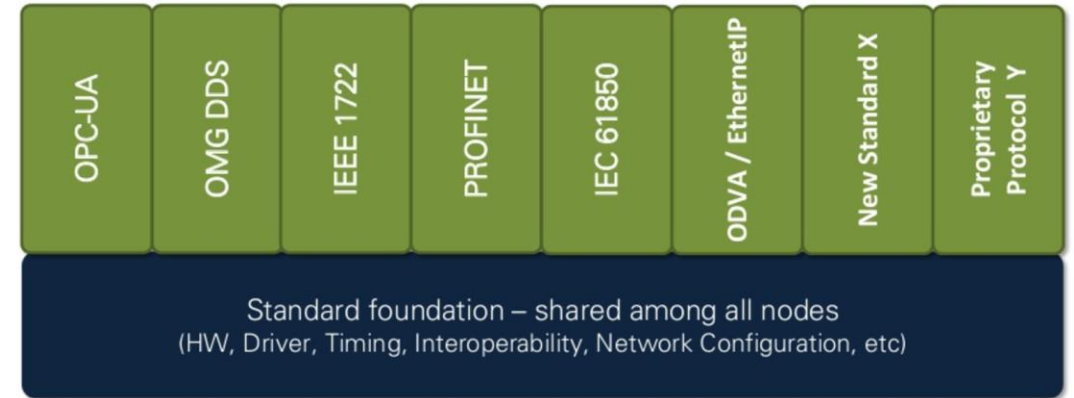 OPC-UA
OMG DDS
IEEE 1722
PROFINET
IEC 61850
ODVA / EthernetIP
New Standard X
Proprietary
Protocol Y
Standard foundation – shared among all nodes
(HW, Driver, Timing, Interoperability, Network Configuration, etc)